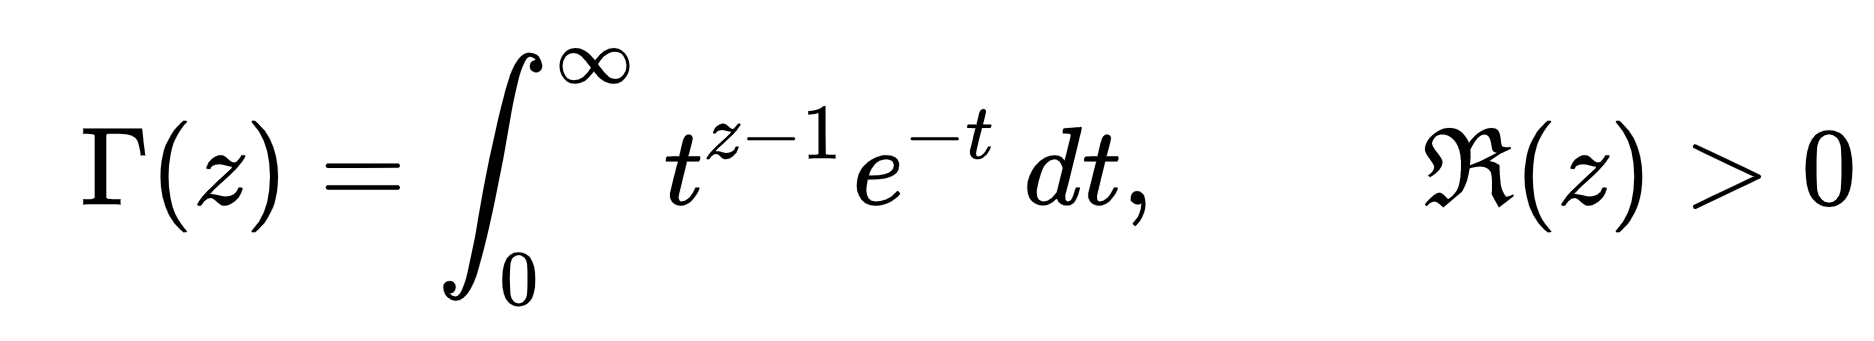 Γ(z) = ∫₀^∞ t^{z−1} e^{−t} dt, ℜ(z) > 0